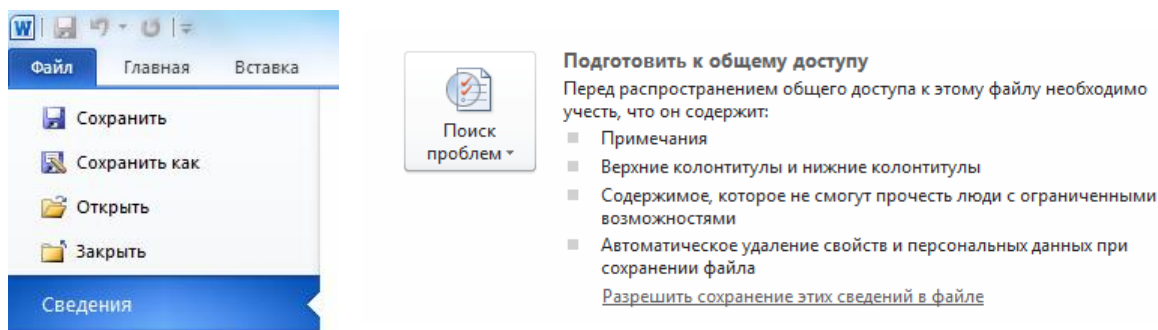 W
Файл Главная Вставка
Сохранить
Сохранить как
Открыть
Закрыть
Сведения
Поиск
проблем
Подготовить к общему доступу
Перед распространением общего доступа к этому файлу необходимо
учесть, что он содержит:
Примечания
Верхние колонтитулы и нижние колонтитулы
Содержимое, которое не смогут прочесть люди с ограниченными
возможностями
Автоматическое удаление свойств и персональных данных при
сохранении файла
Разрешить сохранение этих сведений в файле